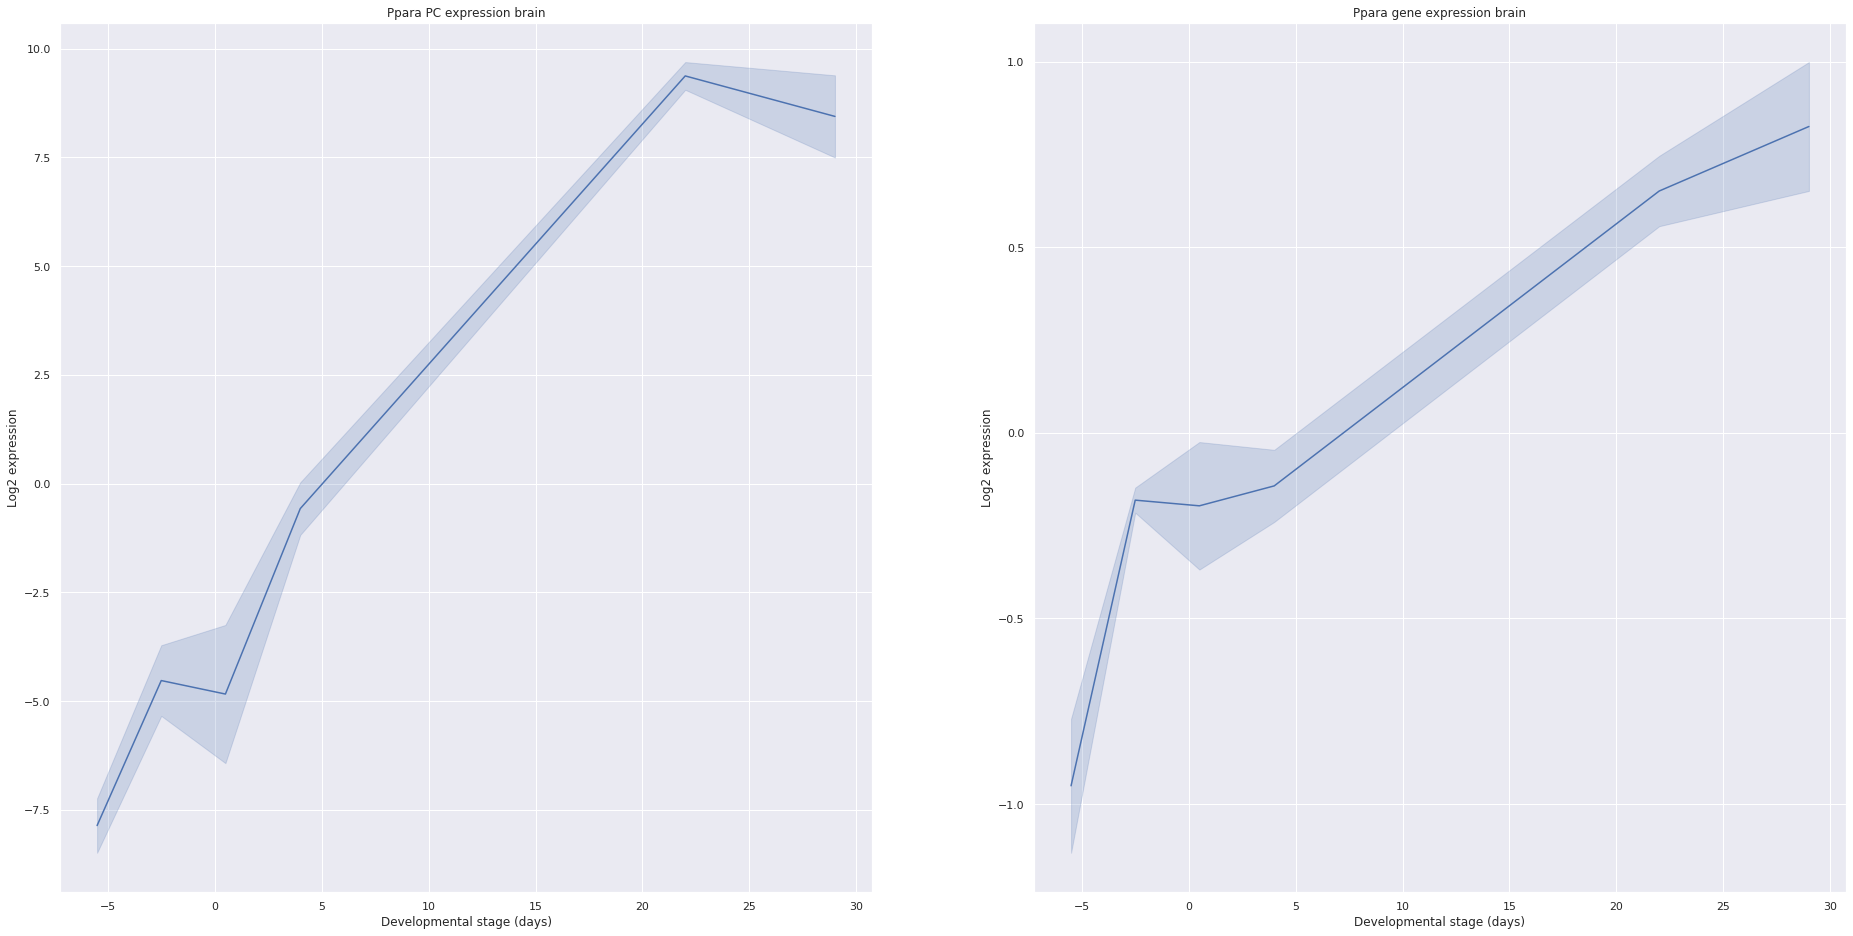 Ppara PC expression brain
10.0
7.5
5.0
2.5
0.0
−2.5
−5.0
−7.5
Log2 expression
−5 0 5 10 15 20 25 30
Developmental stage (days)
Ppara gene expression brain
1.0
0.5
0.0
−0.5
−1.0
Log2 expression
−5 0 5 10 15 20 25 30
Developmental stage (days)